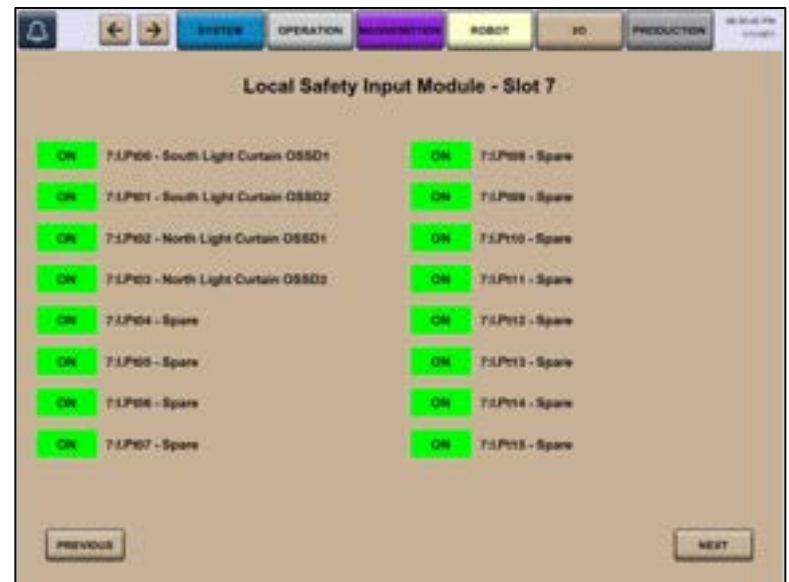 SYSTEM
OPERATION
ROBOT
I/O
PRODUCTION
Local Safety Input Module - Slot 7
ON 7:I.Pt00 - South Light Curtain OSSD1
ON 7:I.Pt01 - South Light Curtain OSSD2
ON 7:I.Pt02 - North Light Curtain OSSD1
ON 7:I.Pt03 - North Light Curtain OSSD2
ON 7:I.Pt04 - Spare
ON 7:I.Pt05 - Spare
ON 7:I.Pt06 - Spare
ON 7:I.Pt07 - Spare
ON 7:I.Pt08 - Spare
ON 7:I.Pt09 - Spare
ON 7:I.Pt10 - Spare
ON 7:I.Pt11 - Spare
ON 7:I.Pt12 - Spare
ON 7:I.Pt13 - Spare
ON 7:I.Pt14 - Spare
ON 7:I.Pt15 - Spare
PREVIOUS
NEXT